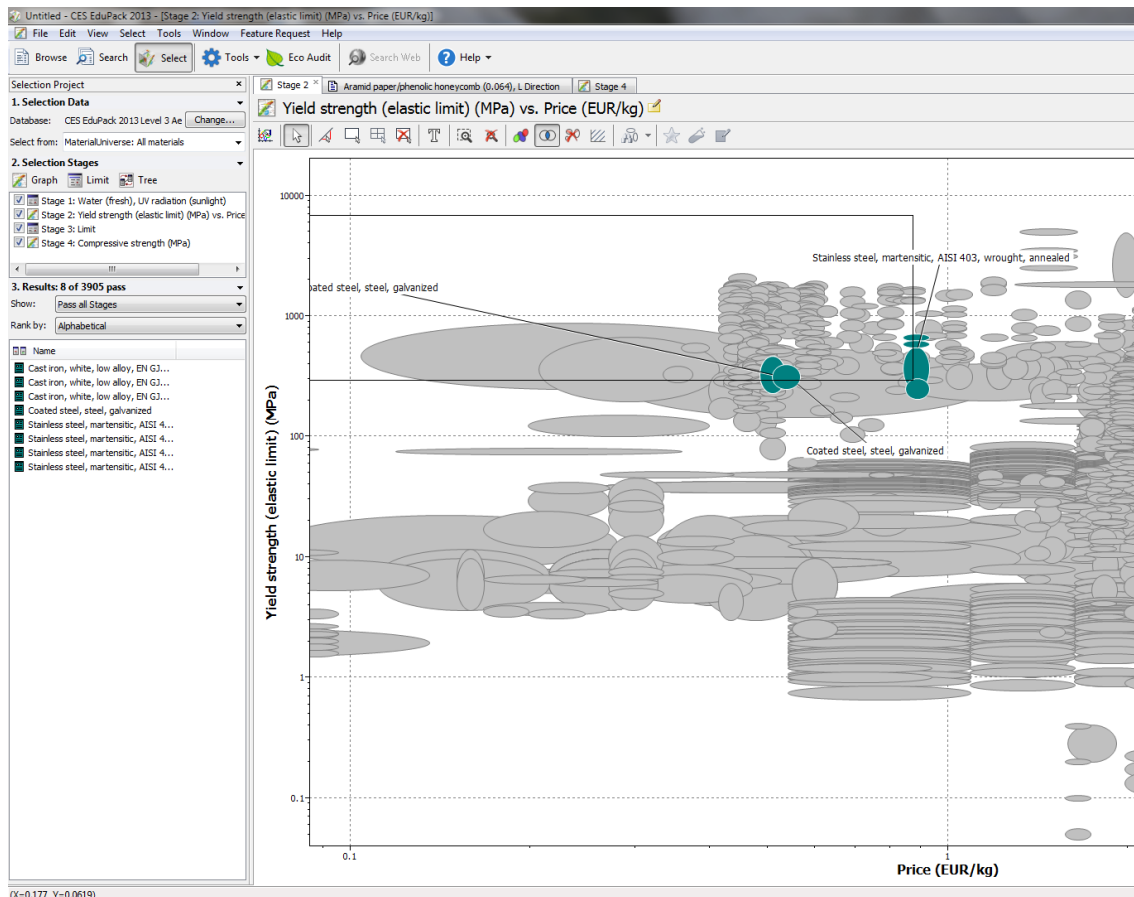 Untitled - CES EduPack 2013 - [Stage 2: Yield strength (elastic limit) (MPa) vs. Price (EUR/kg)]
File Edit View Select Tools Window Feature Request Help
Browse Search Select Tools Eco Audit Search Web Help
Selection Project
1. Selection Data
Database: CES EduPack 2013 Level 3 Ae Change...
Select from: MaterialUniverse: All materials
2. Selection Stages
Graph Limit Tree
Stage 1: Water (fresh), UV radiation (sunlight)
Stage 2: Yield strength (elastic limit) (MPa) vs. Price
Stage 3: Limit
Stage 4: Compressive strength (MPa)
3. Results: 8 of 3905 pass
Show: Pass all Stages
Rank by: Alphabetical
Name
Cast iron, white, low alloy, EN GJ...
Cast iron, white, low alloy, EN GJ...
Cast iron, white, low alloy, EN GJ...
Coated steel, steel, galvanized
Stainless steel, martensitic, AISI 4...
Stainless steel, martensitic, AISI 4...
Stainless steel, martensitic, AISI 4...
Stainless steel, martensitic, AISI 4...
Stage 2 Aramid paper/phenolic honeycomb (0.064), L Direction Stage 4
Yield strength (elastic limit) (MPa) vs. Price (EUR/kg)
Yield strength (elastic limit) (MPa)
10000
1000
100
10
1
0.1
Stainless steel, martensitic, AISI 403, wrought, annealed
oated steel, steel, galvanized
Coated steel, steel, galvanized
0.1 1
Price (EUR/kg)
(X=0.177, Y=0.0619)